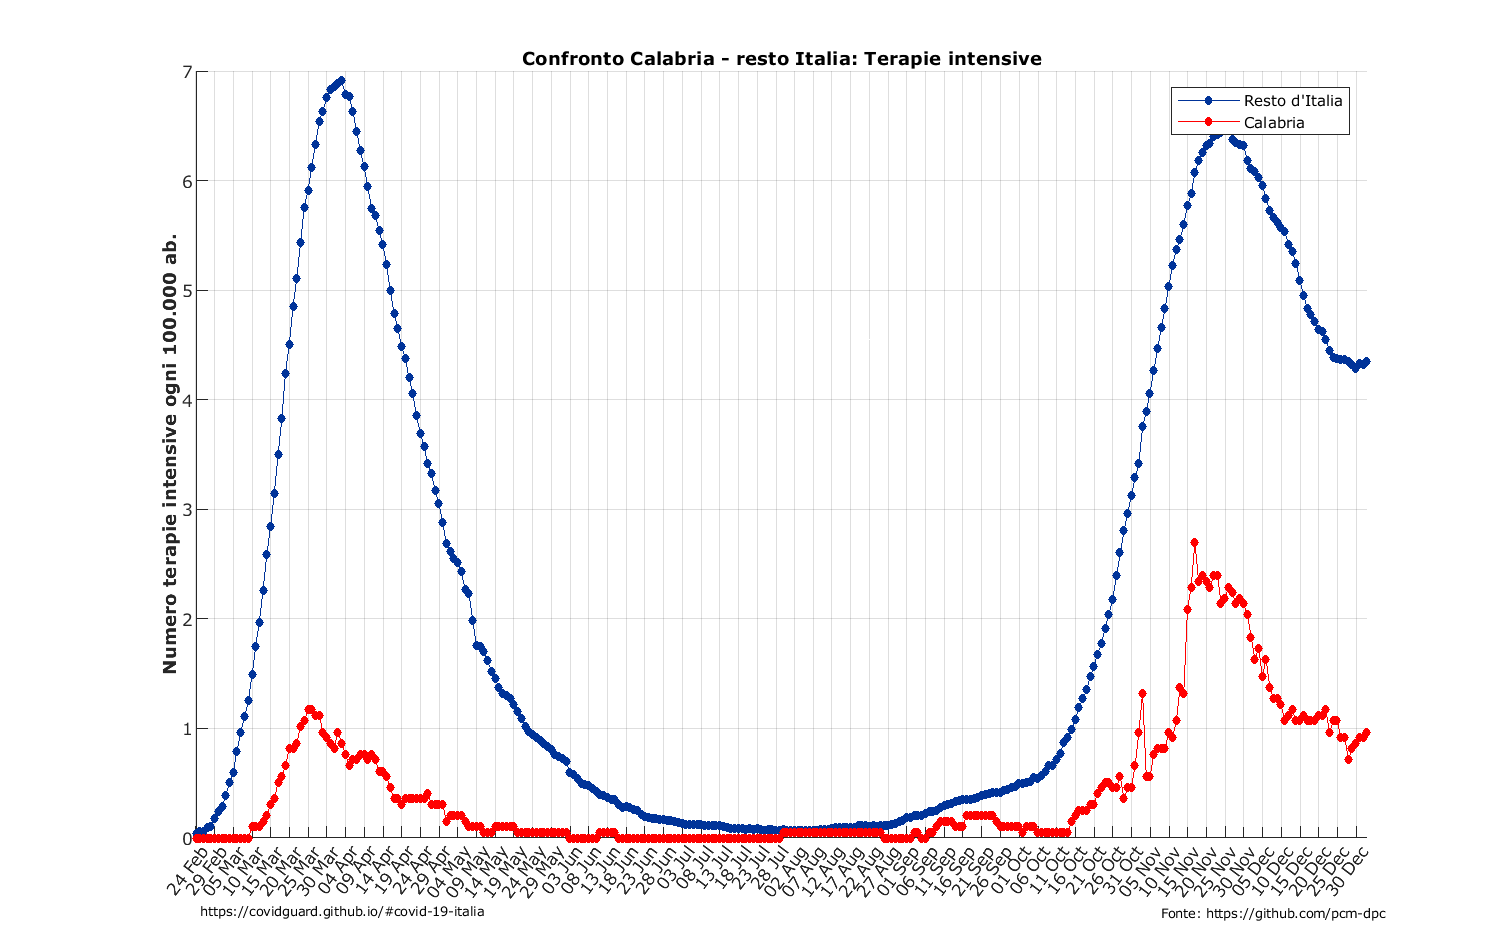 Confronto Calabria - resto Italia: Terapie intensive
Resto d'Italia
Calabria
Numero terapie intensive ogni 100.000 ab.
7
6
5
4
3
2
1
0
24 Feb
29 Feb
05 Mar
10 Mar
15 Mar
20 Mar
25 Mar
30 Mar
04 Apr
09 Apr
14 Apr
19 Apr
24 Apr
29 Apr
04 May
09 May
14 May
19 May
24 May
29 May
03 Jun
08 Jun
13 Jun
18 Jun
23 Jun
28 Jun
03 Jul
08 Jul
13 Jul
18 Jul
23 Jul
28 Jul
02 Aug
07 Aug
12 Aug
17 Aug
22 Aug
27 Aug
01 Sep
06 Sep
11 Sep
16 Sep
21 Sep
26 Sep
01 Oct
06 Oct
11 Oct
16 Oct
21 Oct
26 Oct
31 Oct
05 Nov
10 Nov
15 Nov
20 Nov
25 Nov
30 Nov
05 Dec
10 Dec
15 Dec
20 Dec
25 Dec
30 Dec
https://covidguard.github.io/#covid-19-italia
Fonte: https://github.com/pcm-dpc